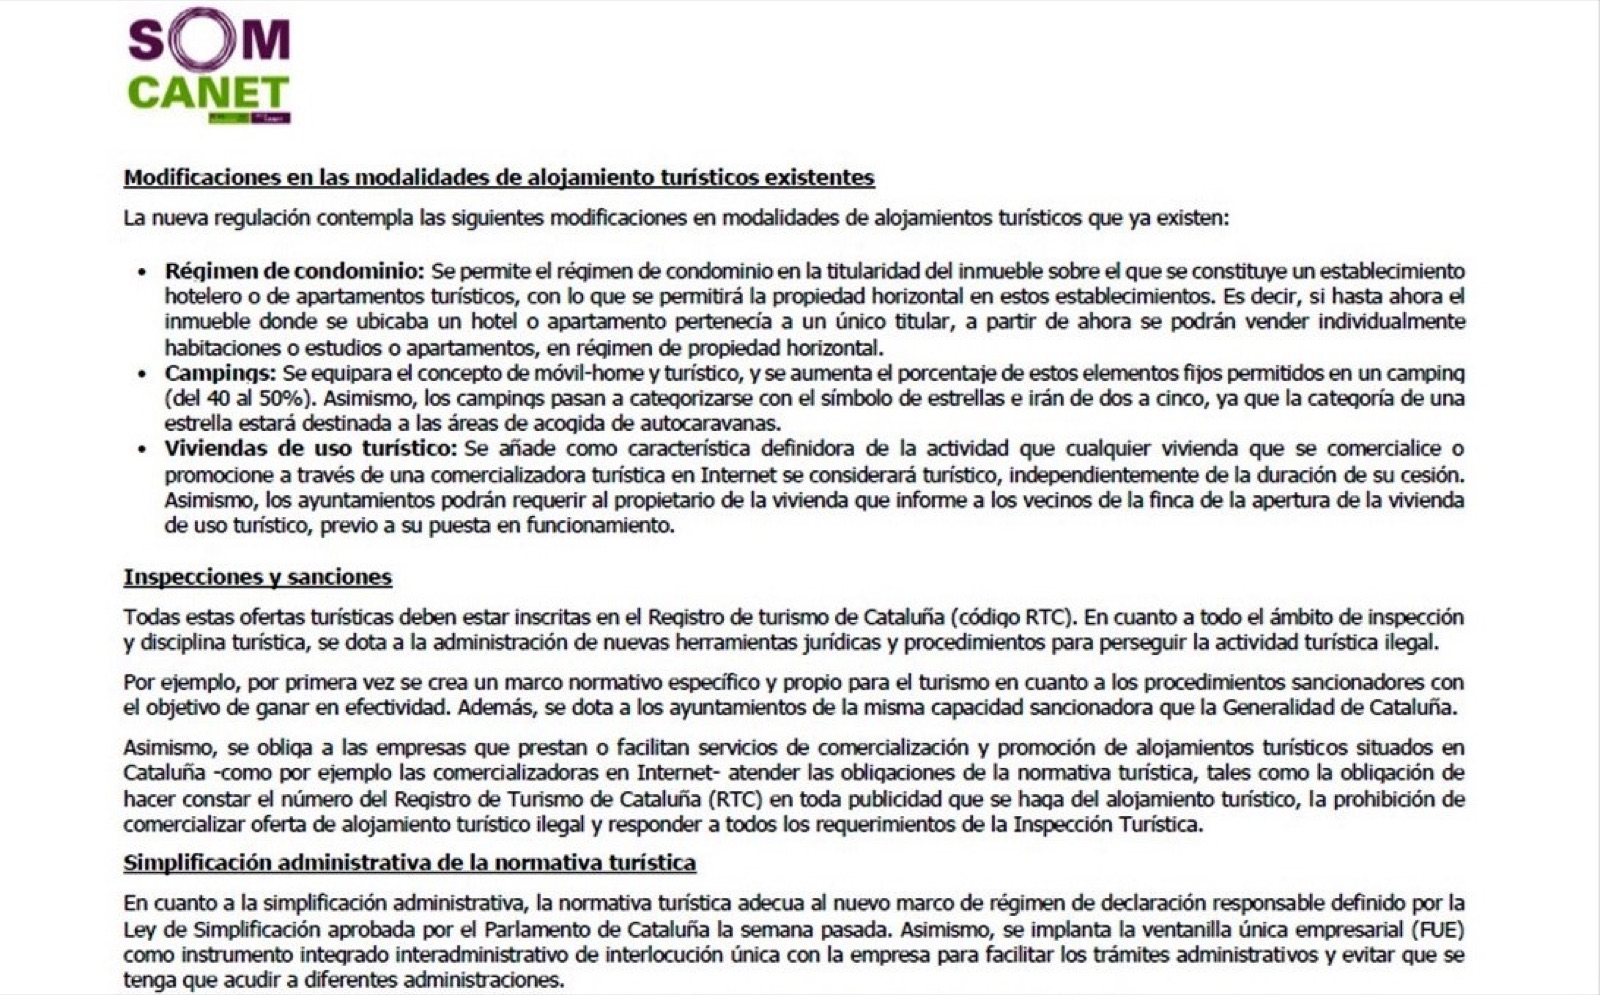 SOM
CANET
Modificaciones en las modalidades de alojamiento turísticos existentes
La nueva regulación contempla las siguientes modificaciones en modalidades de alojamientos turísticos que ya existen:
• Régimen de condominio: Se permite el régimen de condominio en la titularidad del inmueble sobre el que se constituye un establecimiento
hotelero o de apartamentos turísticos, con lo que se permitirá la propiedad horizontal en estos establecimientos. Es decir, si hasta ahora el
inmueble donde se ubicaba un hotel o apartamento pertenecía a un único titular, a partir de ahora se podrán vender individualmente
habitaciones o estudios o apartamentos, en régimen de propiedad horizontal.
• Campings: Se equipara el concepto de móvil-home y turístico, y se aumenta el porcentaje de estos elementos fijos permitidos en un camping
(del 40 al 50%). Asimismo, los campings pasan a categorizarse con el símbolo de estrellas e irán de dos a cinco, ya que la categoría de una
estrella estará destinada a las áreas de acogida de autocaravanas.
• Viviendas de uso turístico: Se añade como característica definidora de la actividad que cualquier vivienda que se comercialice o
promocione a través de una comercializadora turística en Internet se considerará turístico, independientemente de la duración de su cesión.
Asimismo, los ayuntamientos podrán requerir al propietario de la vivienda que informe a los vecinos de la finca de la apertura de la vivienda
de uso turístico, previo a su puesta en funcionamiento.
Inspecciones y sanciones
Todas estas ofertas turísticas deben estar inscritas en el Registro de turismo de Cataluña (código RTC). En cuanto a todo el ámbito de inspección
y disciplina turística, se dota a la administración de nuevas herramientas jurídicas y procedimientos para perseguir la actividad turística ilegal.
Por ejemplo, por primera vez se crea un marco normativo específico y propio para el turismo en cuanto a los procedimientos sancionadores con
el objetivo de ganar en efectividad. Además, se dota a los ayuntamientos de la misma capacidad sancionadora que la Generalidad de Cataluña.
Asimismo, se obliga a las empresas que prestan o facilitan servicios de comercialización y promoción de alojamientos turísticos situados en
Cataluña -como por ejemplo las comercializadoras en Internet- atender las obligaciones de la normativa turística, tales como la obligación de
hacer constar el número del Registro de Turismo de Cataluña (RTC) en toda publicidad que se haga del alojamiento turístico, la prohibición de
comercializar oferta de alojamiento turístico ilegal y responder a todos los requerimientos de la Inspección Turística.
Simplificación administrativa de la normativa turística
En cuanto a la simplificación administrativa, la normativa turística adecua al nuevo marco de régimen de declaración responsable definido por la
Ley de Simplificación aprobada por el Parlamento de Cataluña la semana pasada. Asimismo, se implanta la ventanilla única empresarial (FUE)
como instrumento integrado interadministrativo de interlocución única con la empresa para facilitar los trámites administrativos y evitar que se
tenga que acudir a diferentes administraciones.